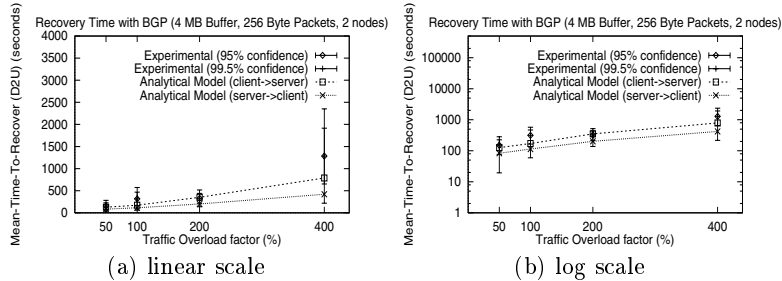 Recovery Time with BGP (4 MB Buffer, 256 Byte Packets, 2 nodes)
Mean-Time-To-Recover (D2U) (seconds)
4000
3500
3000
2500
2000
1500
1000
500
0
Experimental (95% confidence)
Experimental (99.5% confidence)
Analytical Model (client->server)
Analytical Model (server->client)
50 100 200 400
Traffic Overload factor (%)
(a) linear scale
Recovery Time with BGP (4 MB Buffer, 256 Byte Packets, 2 nodes)
Mean-Time-To-Recover (D2U) (seconds)
100000
10000
1000
100
10
1
Experimental (95% confidence)
Experimental (99.5% confidence)
Analytical Model (client->server)
Analytical Model (server->client)
50 100 200 400
Traffic Overload factor (%)
(b) log scale